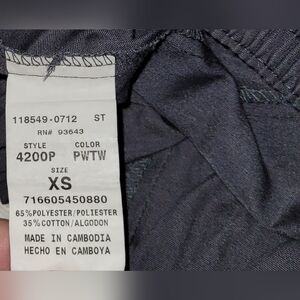 118549-0712 ST
RN# 93643
STYLE COLOR
4200P PWTW
SIZE
XS
716605450880
65%POLYESTER/POLIESTER
35%COTTON/ALGODON
MADE IN CAMBODIA
HECHO EN CAMBOYA